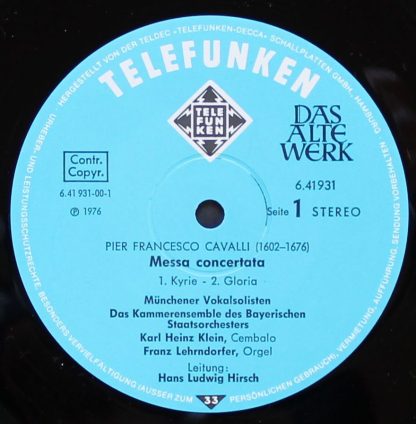 HERGESTELLT VON DER TELDEC »TELEFUNKEN-DECCA« SCHALLPLATTEN GMBH · HAMBURG
URHEBER- UND LEISTUNGSSCHUTZRECHTE, BESONDERS VERVIELFÄLTIGUNG (AUSSER ZUM PERSÖNLICHEN GEBRAUCH), VERMIETUNG, AUFFÜHRUNG, SENDUNG VORBEHALTEN
TELEFUNKEN
TELE
FUN
KEN
DAS
ALTE
WERK
Contr.
Copyr.
6.41 931-00-1
℗ 1976
6.41931
Seite 1 STEREO
PIER FRANCESCO CAVALLI (1602–1676)
Messa concertata
1. Kyrie - 2. Gloria
Münchener Vokalsolisten
Das Kammerensemble des Bayerischen
Staatsorchesters
Karl Heinz Klein, Cembalo
Franz Lehrndorfer, Orgel
Leitung:
Hans Ludwig Hirsch
33